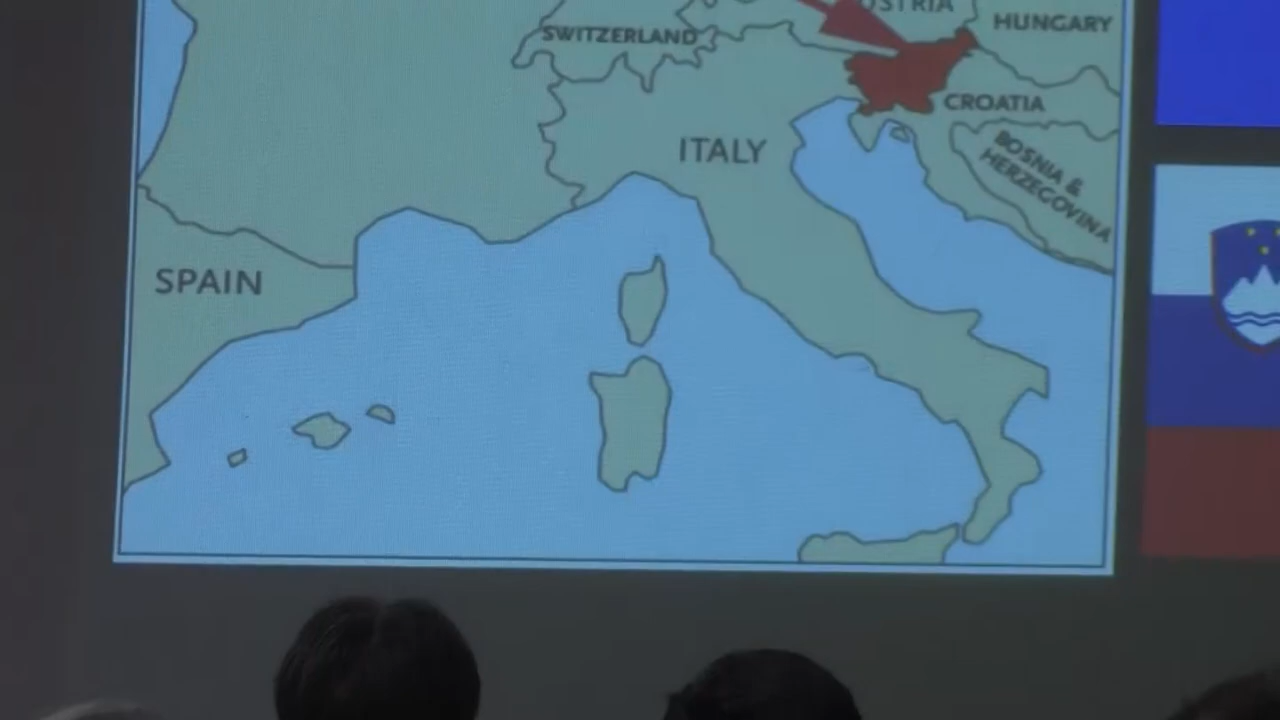 SWITZERLAND
HUNGARY
CROATIA
ITALY
BOSNIA &
HERZEGOVINA
SPAIN